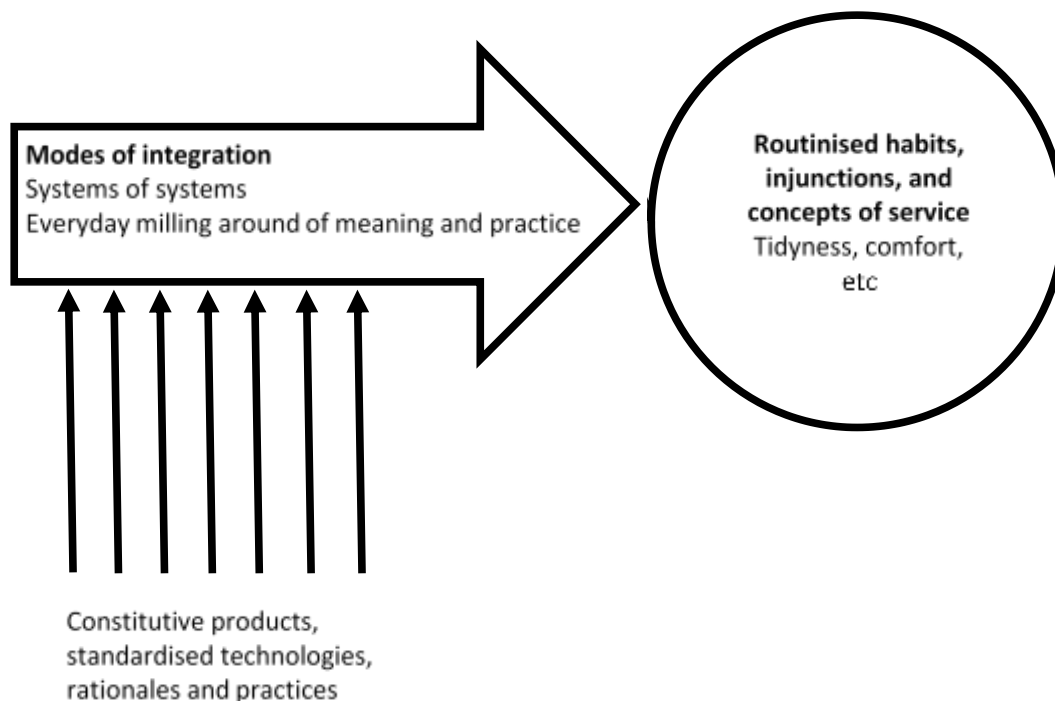 Modes of integration
Systems of systems
Everyday milling around of meaning and practice
Routinised habits,
injunctions, and
concepts of service
Tidyness, comfort,
etc
Constitutive products,
standardised technologies,
rationales and practices